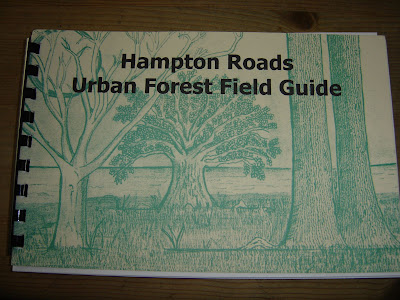 Hampton Roads
Urban Forest Field Guide